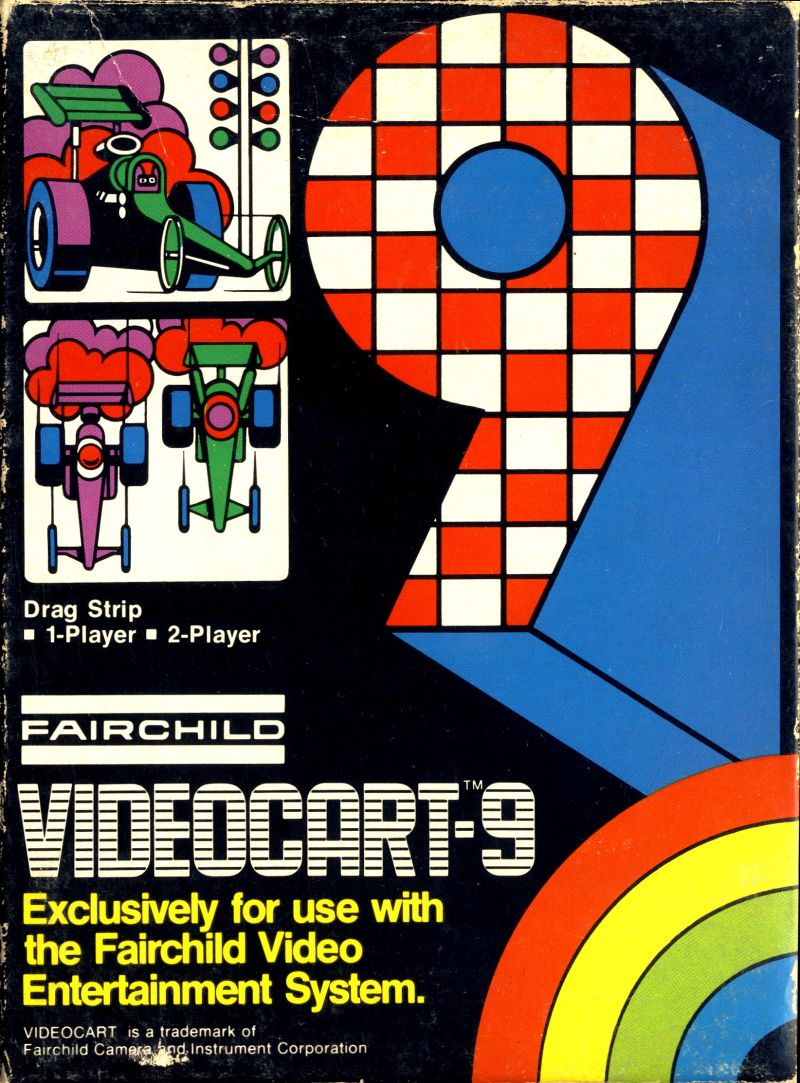 9
Drag Strip
▪ 1-Player ▪ 2-Player
FAIRCHILD
VIDEOCART™-9
Exclusively for use with
the Fairchild Video
Entertainment System.
VIDEOCART is a trademark of
Fairchild Camera and Instrument Corporation